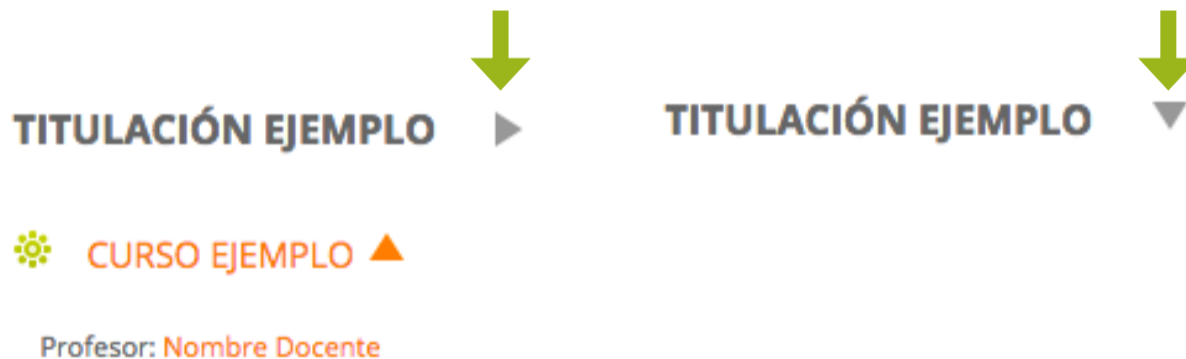 TITULACIÓN EJEMPLO
TITULACIÓN EJEMPLO
CURSO EJEMPLO
Profesor: Nombre Docente